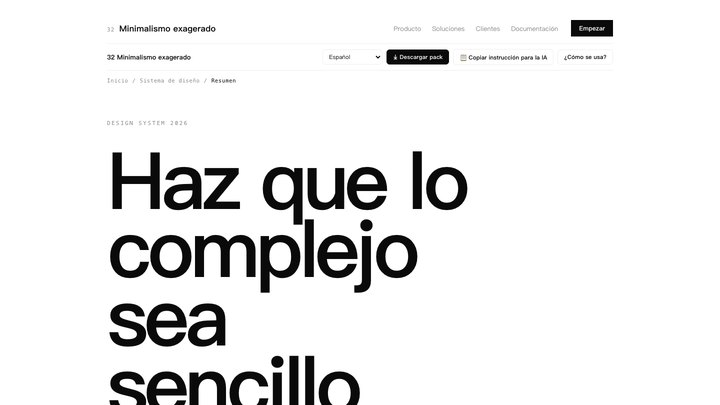 32 Minimalismo exagerado
Producto Soluciones Clientes Documentación Empezar
32 Minimalismo exagerado
Español Descargar pack Copiar instrucción para la IA ¿Cómo se usa?
Inicio / Sistema de diseño / Resumen
DESIGN SYSTEM 2026
Haz que lo
complejo
sea
sencillo